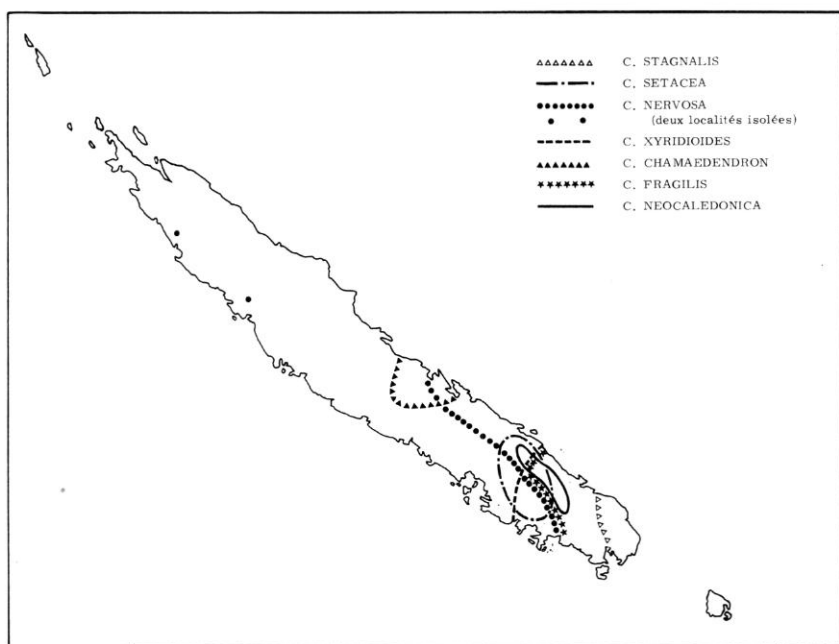 C. STAGNALIS
C. SETACEA
C. NERVOSA
(deux localités isolées)
C. XYRIDIOIDES
C. CHAMAEDENDRON
C. FRAGILIS
C. NEOCALEDONICA